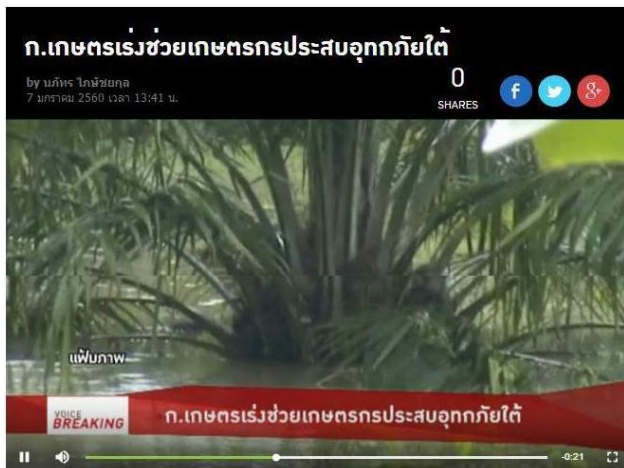 ก.เกษตรเร่งช่วยเกษตรกรประสบอุทกภัยใต้
by นภัทร ไภษัชยกุล
7 มกราคม 2560 เวลา 13:41 น.
0
SHARES
แฟ้มภาพ
VOICE
BREAKING
ก.เกษตรเร่งช่วยเกษตรกรประสบอุทกภัยใต้
-0:21